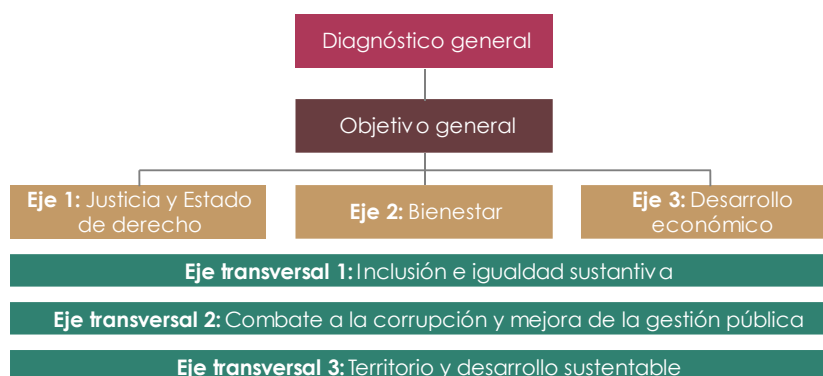 Diagnóstico general
Objetivo general
Eje 1: Justicia y Estado
de derecho
Eje 2: Bienestar
Eje 3: Desarrollo
económico
Eje transversal 1: Inclusión e igualdad sustantiva
Eje transversal 2: Combate a la corrupción y mejora de la gestión pública
Eje transversal 3: Territorio y desarrollo sustentable